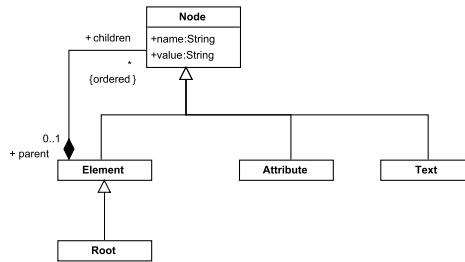 Node
+ children
+name:String
+value:String
*
{ordered }
0..1
+ parent
Element
Attribute
Text
Root